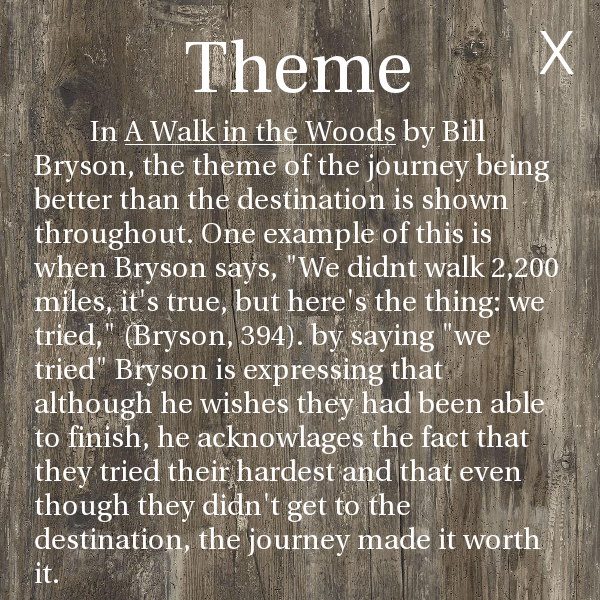 Theme
X
In A Walk in the Woods by Bill
Bryson, the theme of the journey being
better than the destination is shown
throughout. One example of this is
when Bryson says, "We didnt walk 2,200
miles, it's true, but here's the thing: we
tried," (Bryson, 394). by saying "we
tried" Bryson is expressing that
although he wishes they had been able
to finish, he acknowlages the fact that
they tried their hardest and that even
though they didn't get to the
destination, the journey made it worth
it.